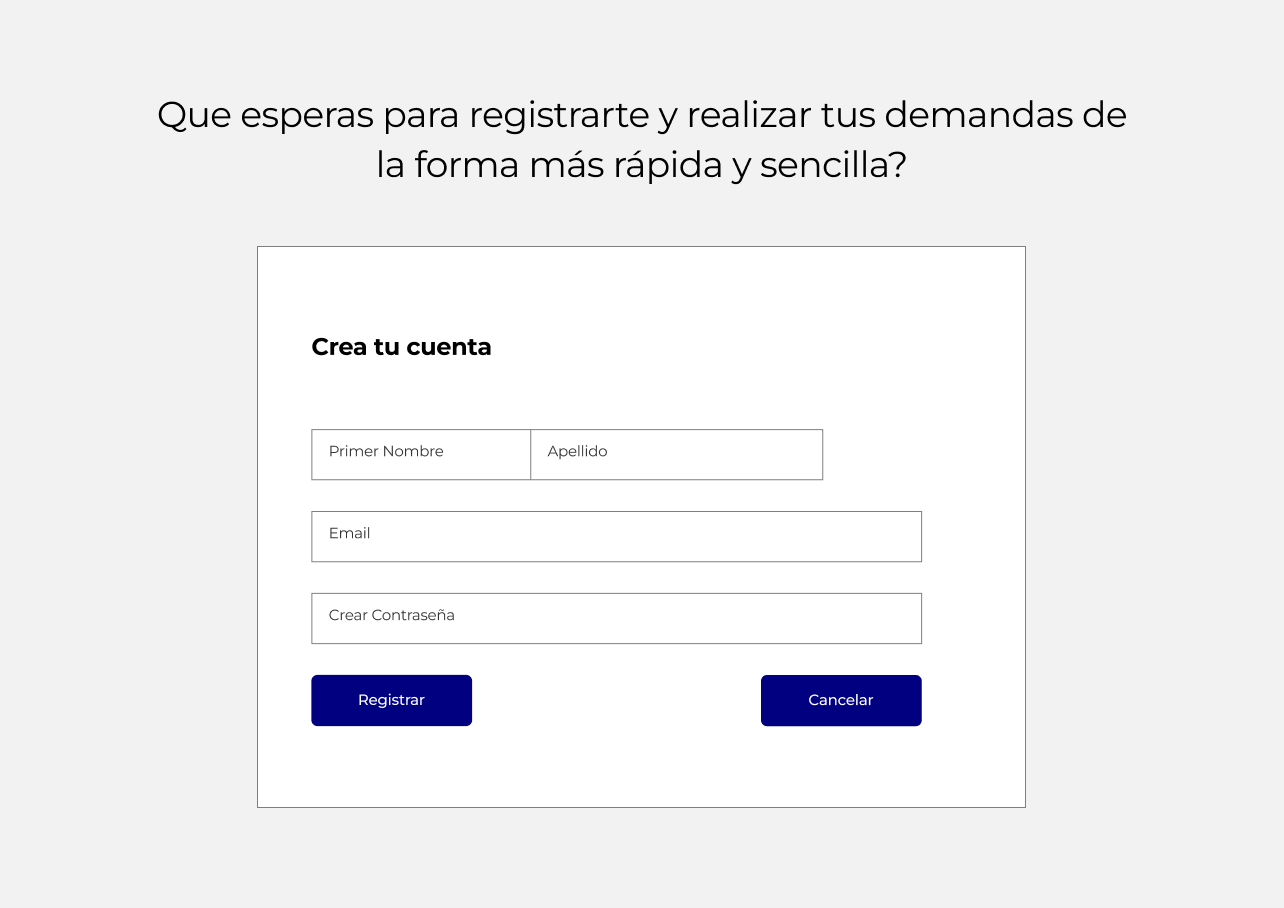 Que esperas para registrarte y realizar tus demandas de
la forma más rápida y sencilla?
Crea tu cuenta
Primer Nombre
Apellido
Email
Crear Contraseña
Registrar
Cancelar